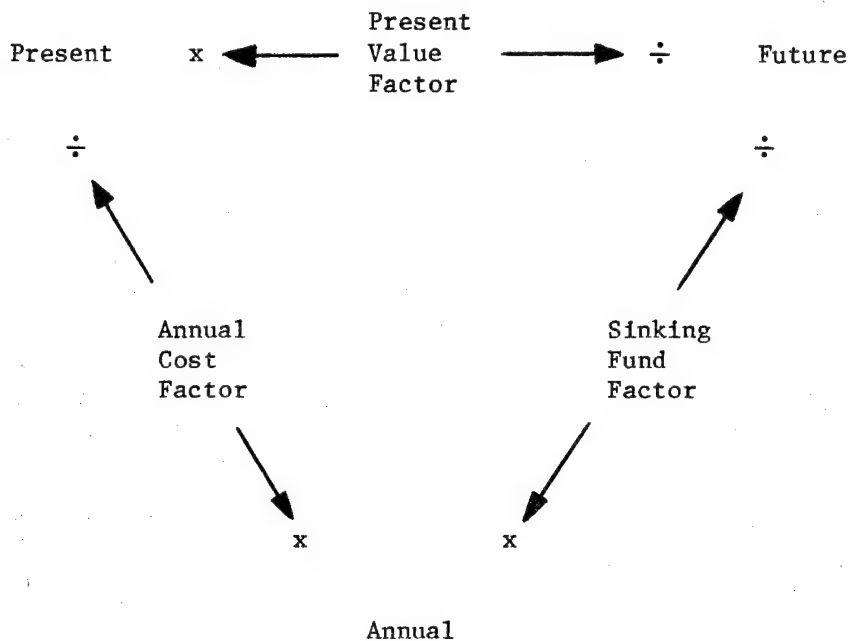 Present x Present Value Factor ÷ Future
÷ ÷
Annual Cost Factor
Sinking Fund Factor
x x
Annual